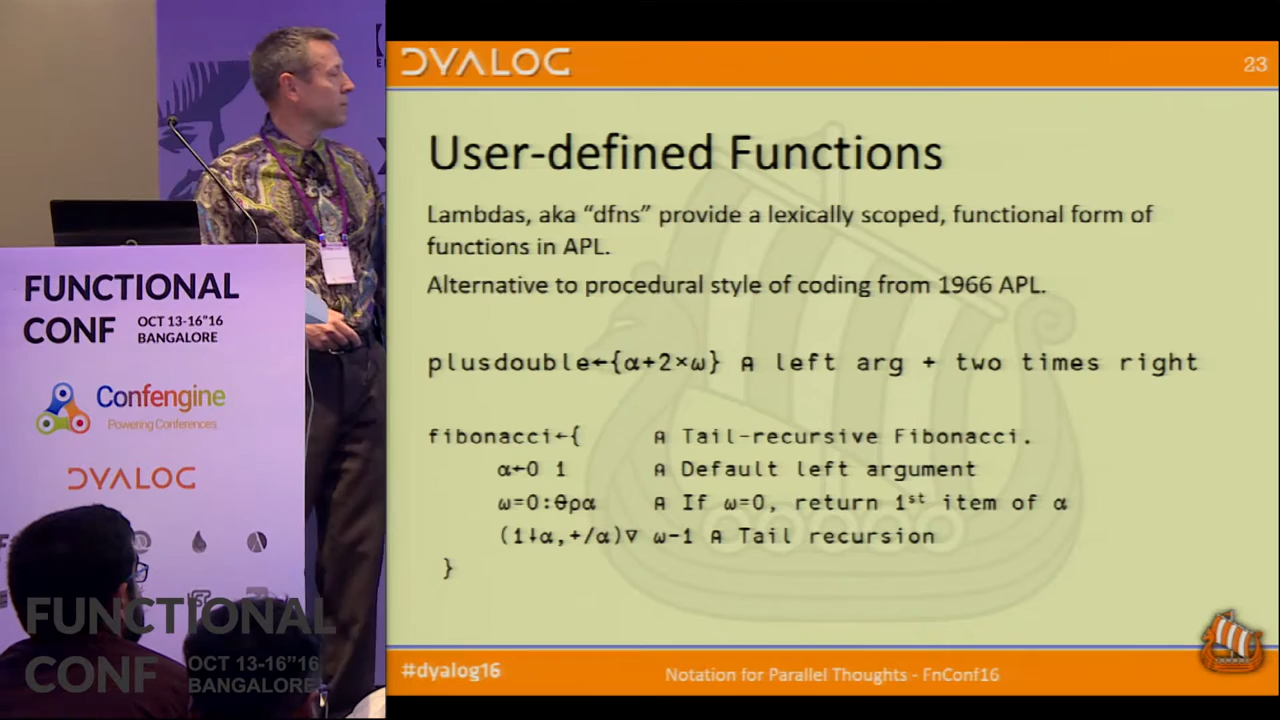 DYALOG
23
User-defined Functions
Lambdas, aka “dfns” provide a lexically scoped, functional form of
functions in APL.
Alternative to procedural style of coding from 1966 APL.
plusdouble←{⍺+2×⍵} ⍝ left arg + two times right
fibonacci←{ ⍝ Tail-recursive Fibonacci.
⍺←0 1 ⍝ Default left argument
⍵=0:⍬⍴⍺ ⍝ If ⍵=0, return 1st item of ⍺
(1↓⍺,+/⍺)∇ ⍵-1 ⍝ Tail recursion
}
#dyalog16
Notation for Parallel Thoughts - FnConf16
FUNCTIONAL
CONF OCT 13-16”16
BANGALORE
Confengine
Powering Conferences
DYALOG
FUNCTIONAL
CONF OCT 13-16”16
BANGALORE